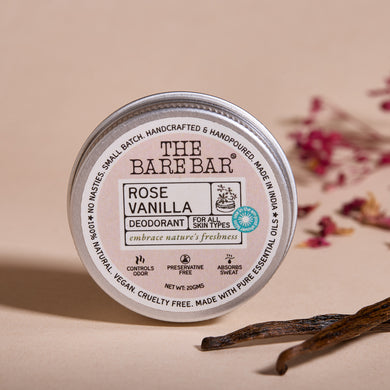 100% NATURAL. VEGAN. CRUELTY FREE. MADE WITH PURE ESSENTIAL OILS ★
NO NASTIES. SMALL BATCH. HANDCRAFTED & HANDPOURED. MADE IN INDIA ★
THE
BARE BAR®
ROSE
VANILLA
DEODORANT
FOR ALL
SKIN TYPES
embrace nature's freshness
CONTROLS
ODOR
PRESERVATIVE
FREE
ABSORBS
SWEAT
NET WT: 20GMS